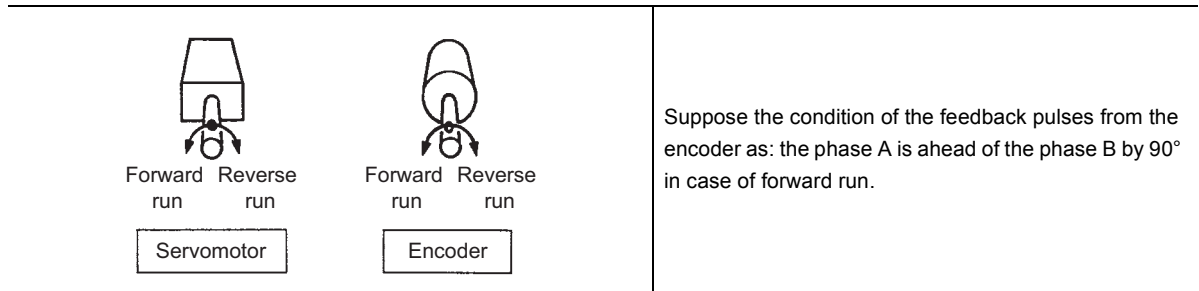 Forward Reverse
run run
Servomotor
Forward Reverse
run run
Encoder
Suppose the condition of the feedback pulses from the
encoder as: the phase A is ahead of the phase B by 90°
in case of forward run.